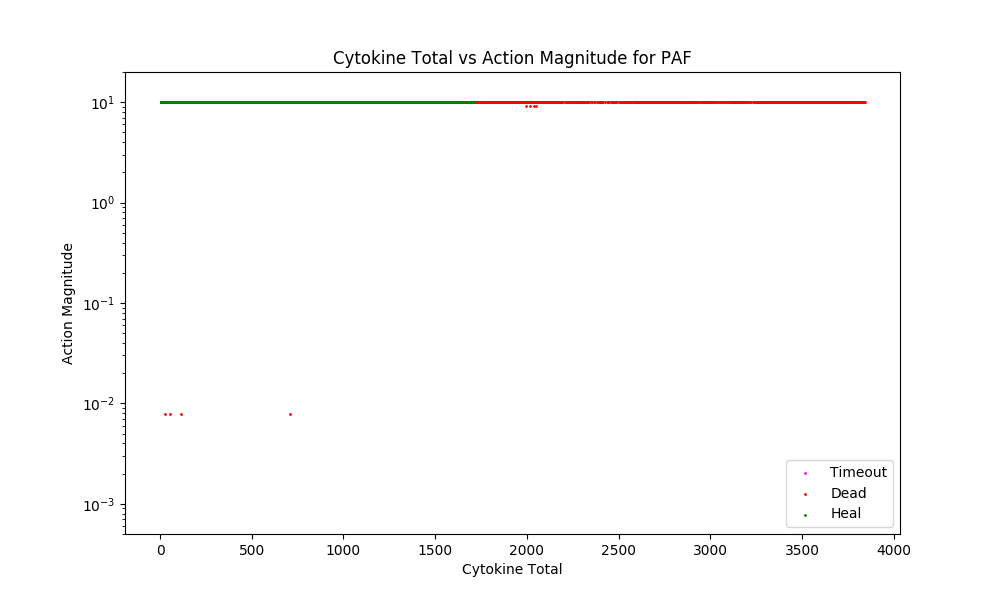 Cytokine Total vs Action Magnitude for PAF
Action Magnitude
10¹
10⁰
10⁻¹
10⁻²
10⁻³
0 500 1000 1500 2000 2500 3000 3500 4000
Cytokine Total
Timeout
Dead
Heal